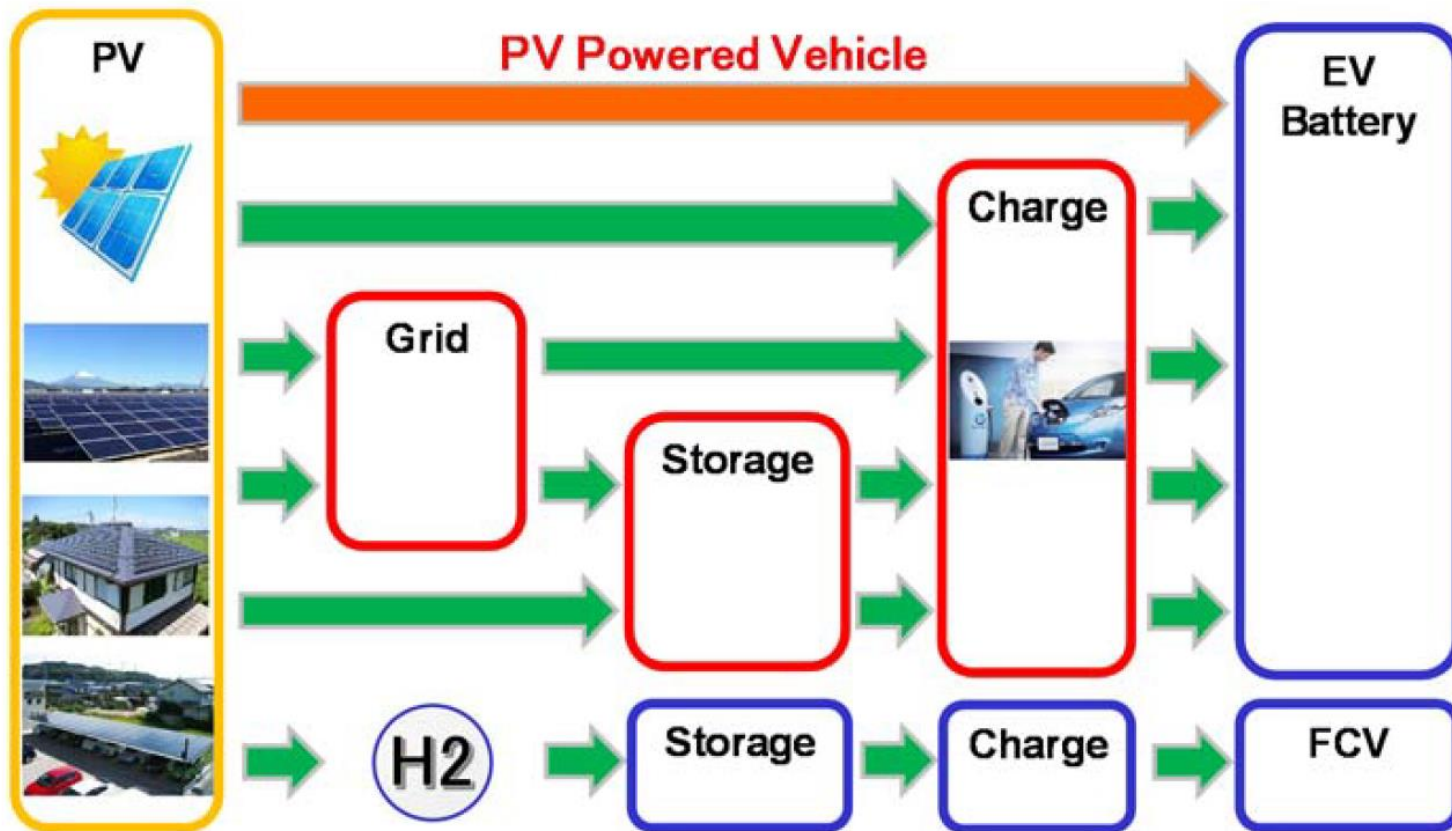 PV
PV Powered Vehicle
EV
Battery
Charge
Grid
Storage
H2
Storage
Charge
FCV